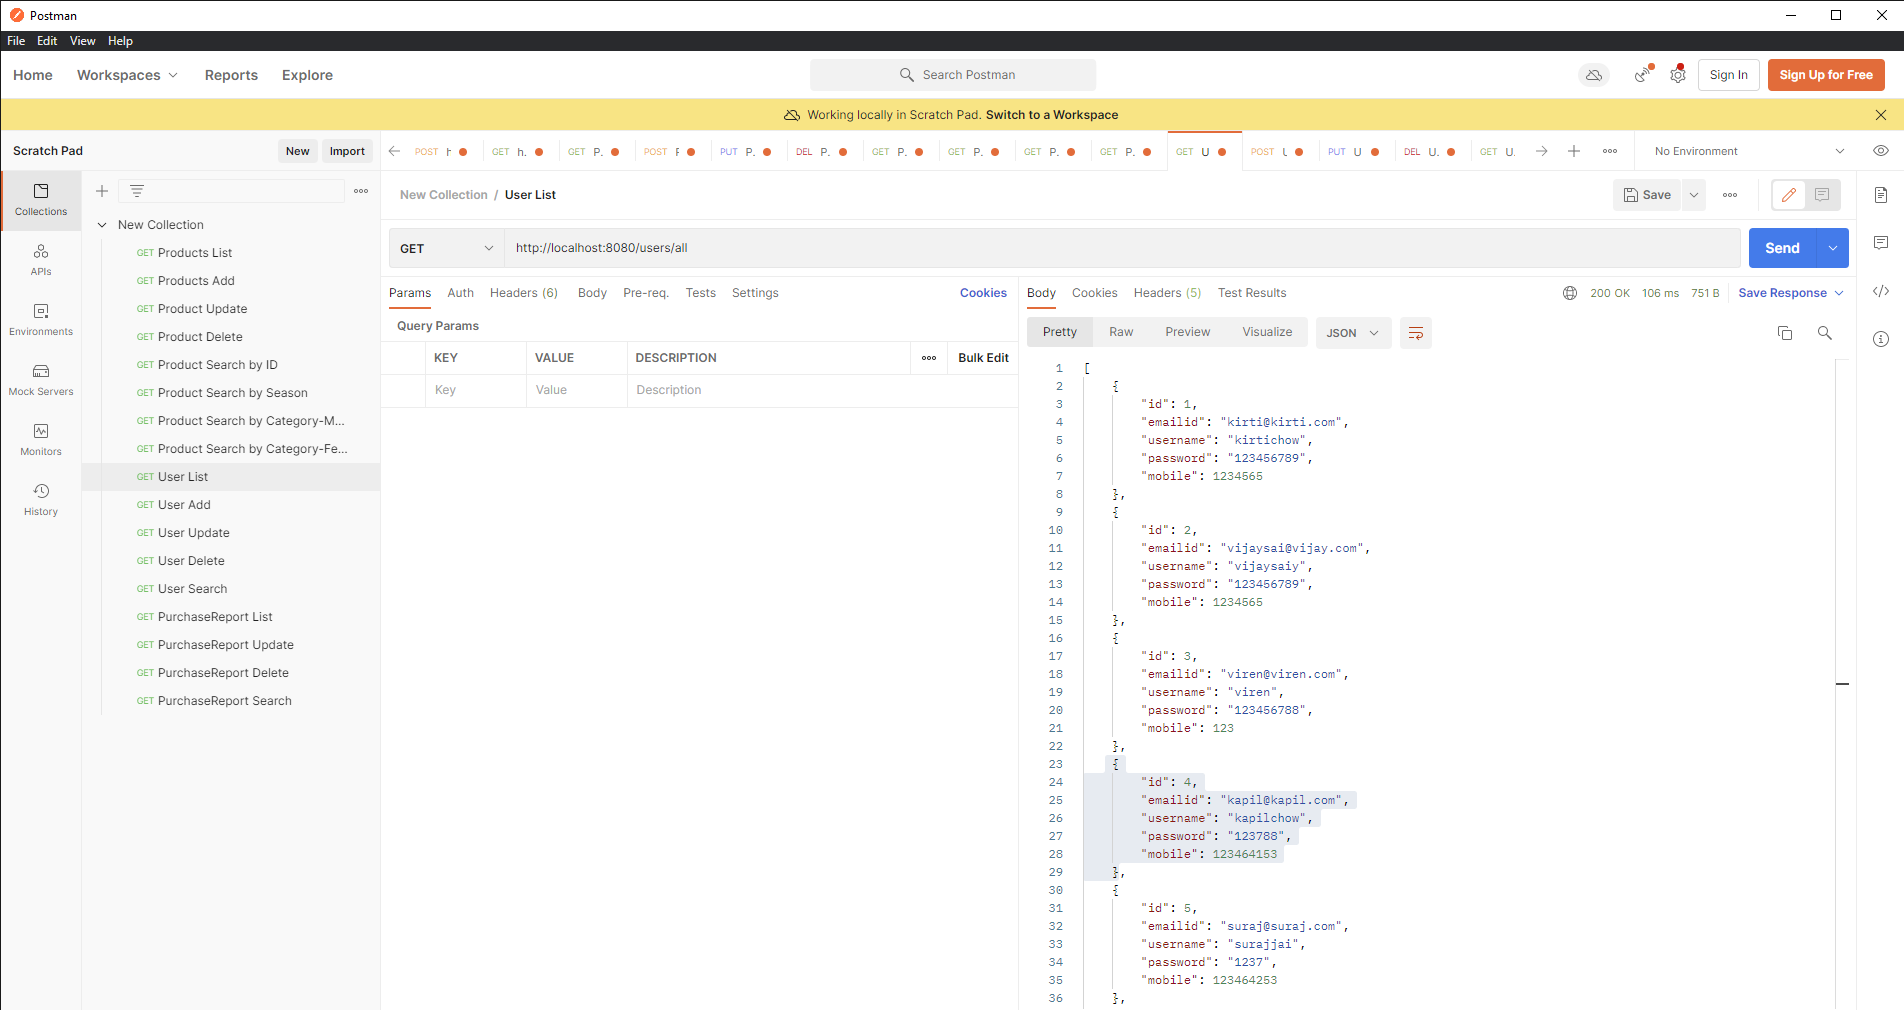 Postman
File Edit View Help
Home Workspaces Reports Explore
Search Postman
Sign In
Sign Up for Free
Working locally in Scratch Pad. Switch to a Workspace
Scratch Pad
New
Import
POST
GET h.
GET P.
POST
PUT P.
DEL P.
GET P.
GET P.
GET P.
GET P.
GET U
POST
PUT U
DEL U.
GET U.
No Environment
Collections
APIs
Environments
Mock Servers
Monitors
History
New Collection
GET Products List
GET Products Add
GET Product Update
GET Product Delete
GET Product Search by ID
GET Product Search by Season
GET Product Search by Category-M...
GET Product Search by Category-Fe...
GET User List
GET User Add
GET User Update
GET User Delete
GET User Search
GET PurchaseReport List
GET PurchaseReport Update
GET PurchaseReport Delete
GET PurchaseReport Search
New Collection / User List
Save
GET
http://localhost:8080/users/all
Send
Params Auth Headers (6) Body Pre-req. Tests Settings
Cookies
Query Params
KEY VALUE DESCRIPTION
Bulk Edit
Key Value Description
Body Cookies Headers (5) Test Results
200 OK 106 ms 751 B
Save Response
Pretty Raw Preview Visualize
JSON
1 [
2 {
3 "id": 1,
4 "emailid": "kirti@kirti.com",
5 "username": "kirtichow",
6 "password": "123456789",
7 "mobile": 1234565
8 },
9 {
10 "id": 2,
11 "emailid": "vijaysai@vijay.com",
12 "username": "vijaysaiy",
13 "password": "123456789",
14 "mobile": 1234565
15 },
16 {
17 "id": 3,
18 "emailid": "viren@viren.com",
19 "username": "viren",
20 "password": "123456788",
21 "mobile": 123
22 },
23 {
24 "id": 4,
25 "emailid": "kapil@kapil.com",
26 "username": "kapilchow",
27 "password": "123788",
28 "mobile": 123464153
29 },
30 {
31 "id": 5,
32 "emailid": "suraj@suraj.com",
33 "username": "surajjai",
34 "password": "1237",
35 "mobile": 123464253
36 },